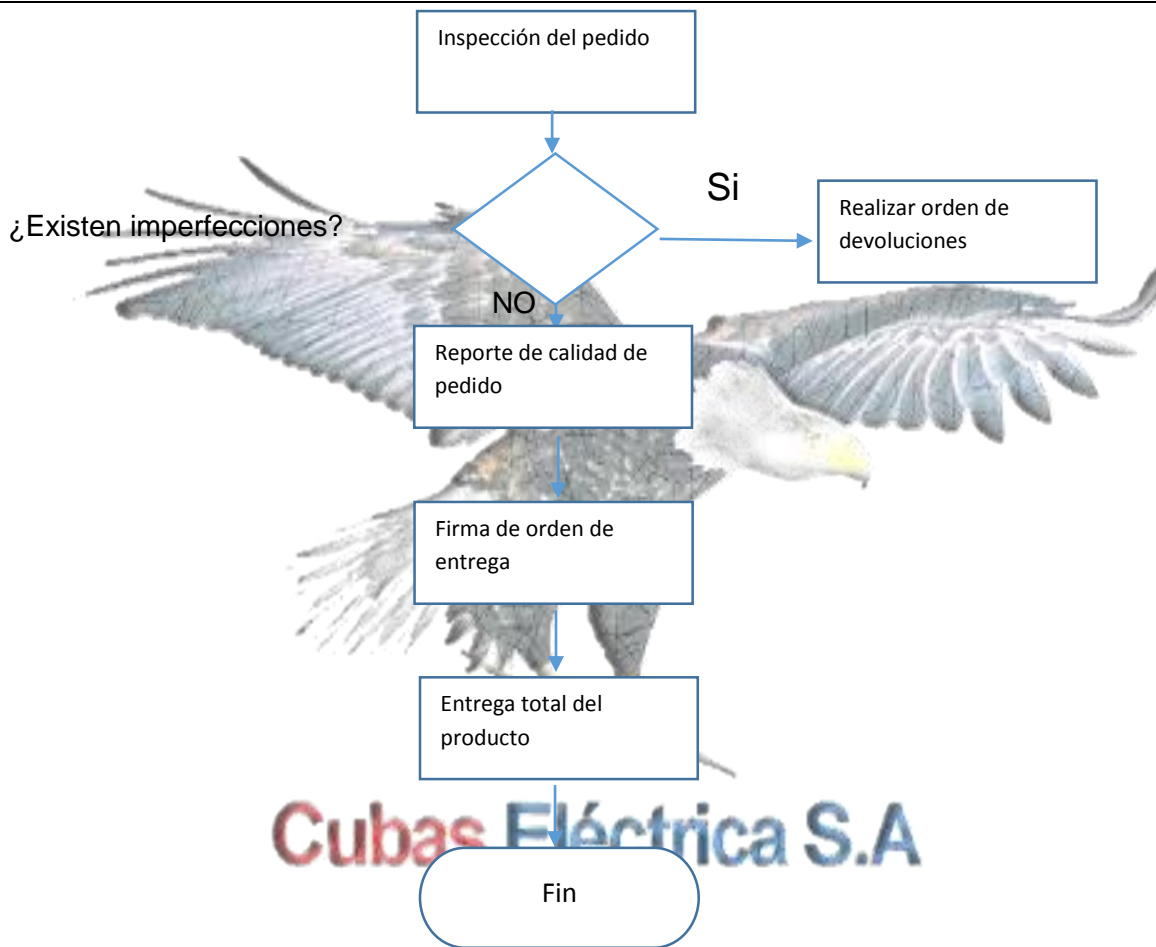 Inspección del pedido
Si
Realizar orden de
devoluciones
¿Existen imperfecciones?
NO
Reporte de calidad de
pedido
Firma de orden de
entrega
Entrega total del
producto
Cubas Eléctrica S.A
Fin